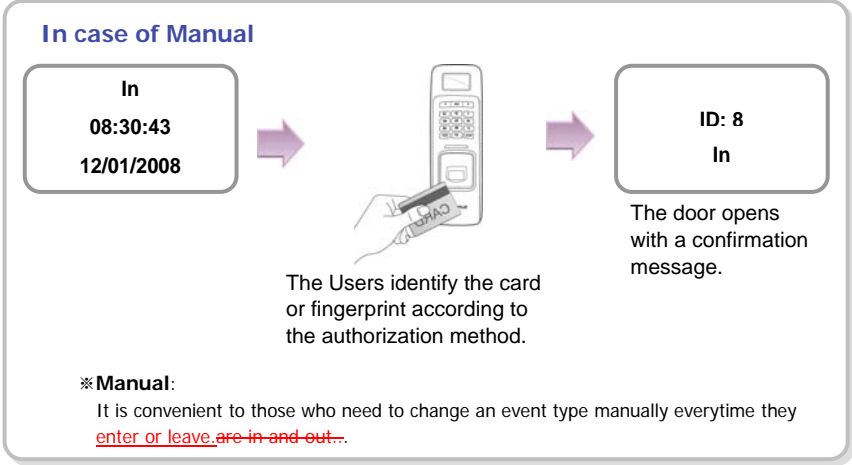 In case of Manual
In
08:30:43
12/01/2008
CARD
ID: 8
In
The Users identify the card
or fingerprint according to
the authorization method.
The door opens
with a confirmation
message.
※Manual:
It is convenient to those who need to change an event type manually everytime they
enter or leave.are in and out...